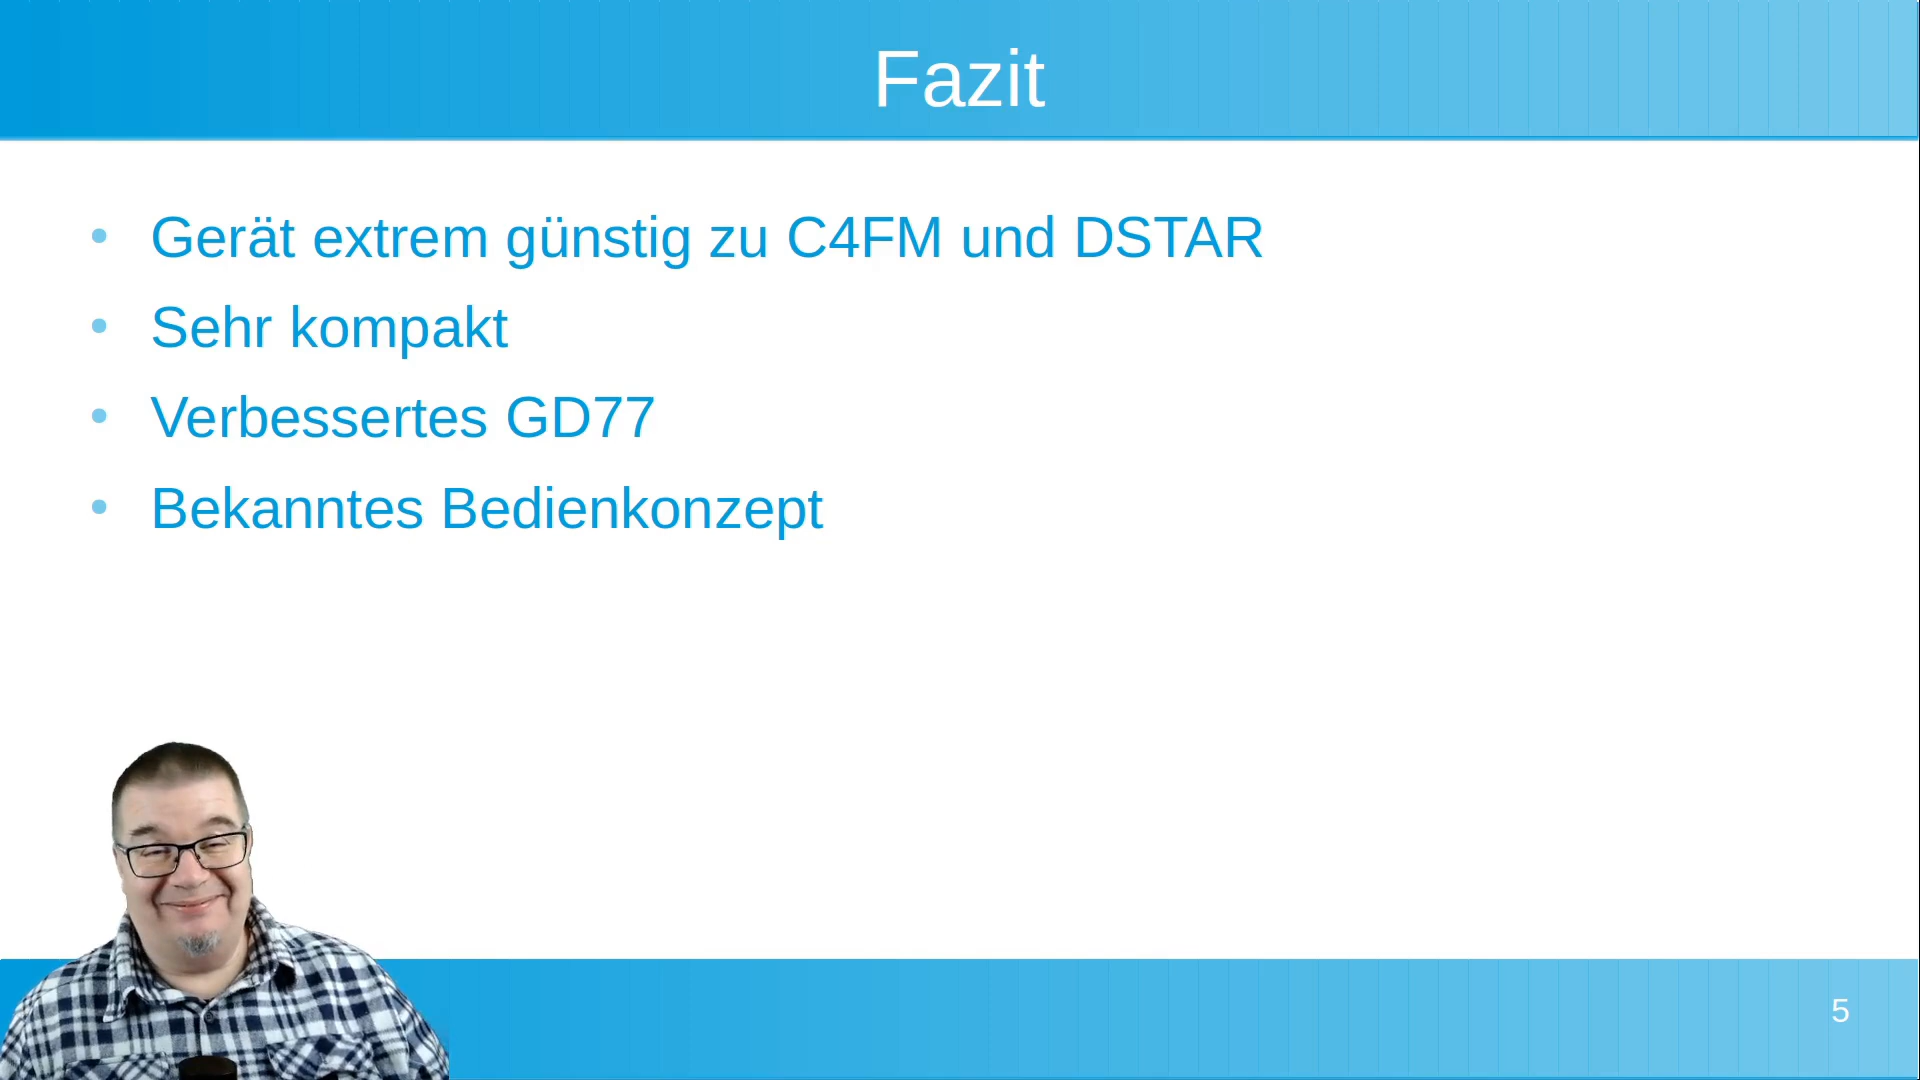 Fazit
• Gerät extrem günstig zu C4FM und DSTAR
• Sehr kompakt
• Verbessertes GD77
• Bekanntes Bedienkonzept
5